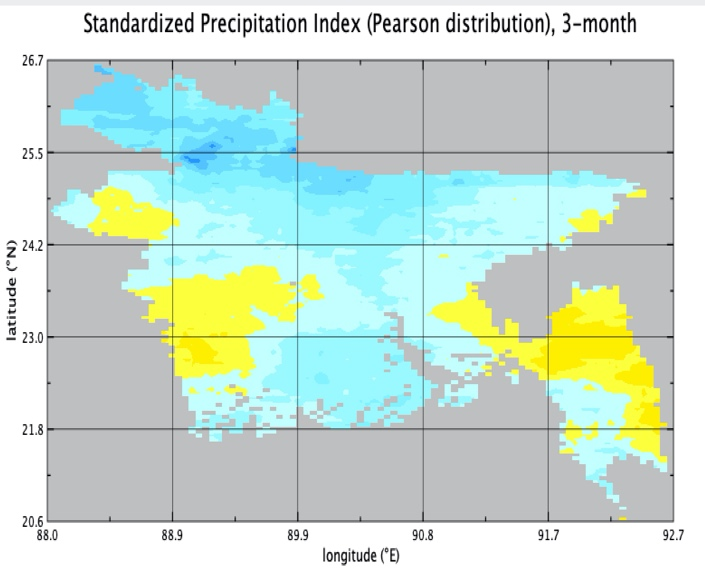 Standardized Precipitation Index (Pearson distribution), 3-month
26.7
25.5
24.2
23.0
21.8
20.6
latitude (°N)
88.0 88.9 89.9 90.8 91.7 92.7
longitude (°E)